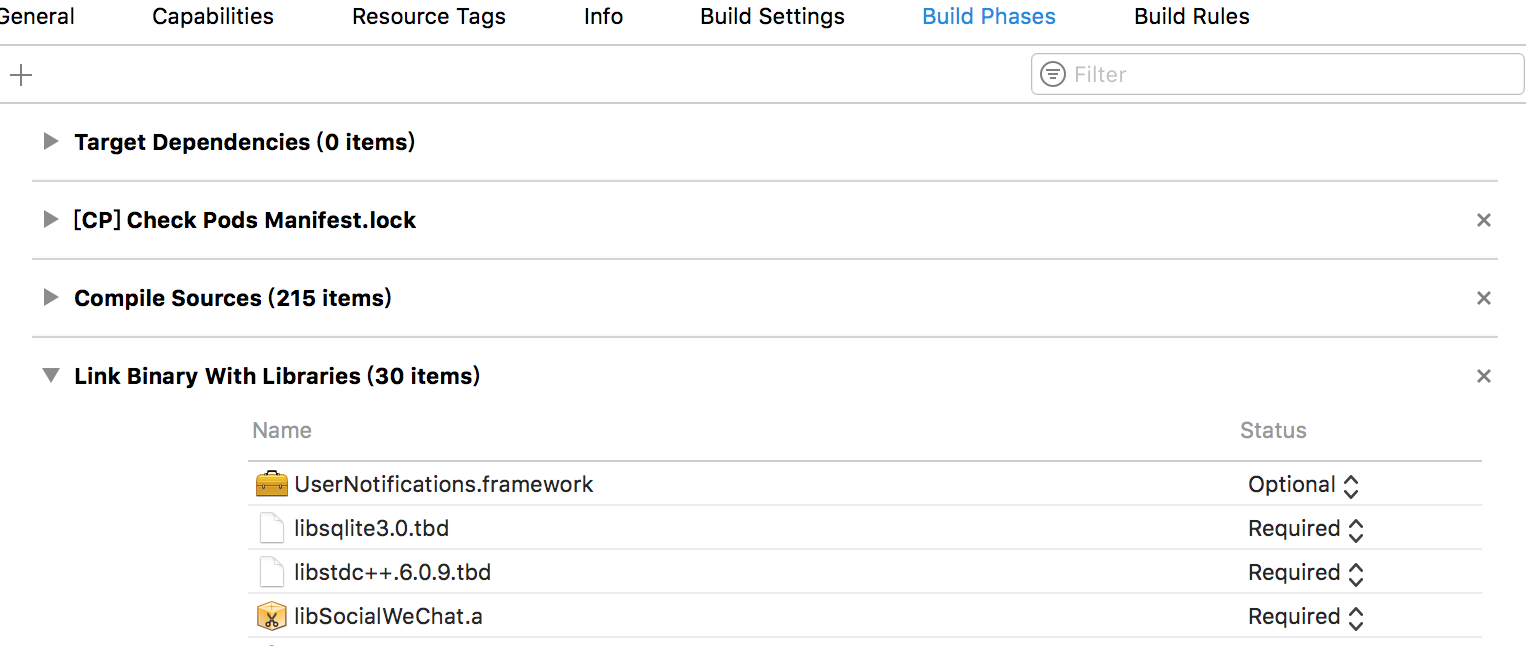 General Capabilities Resource Tags Info Build Settings Build Phases Build Rules
Filter
Target Dependencies (0 items)
[CP] Check Pods Manifest.lock
Compile Sources (215 items)
Link Binary With Libraries (30 items)
Name Status
UserNotifications.framework Optional
libsqlite3.0.tbd Required
libstdc++.6.0.9.tbd Required
libSocialWeChat.a Required